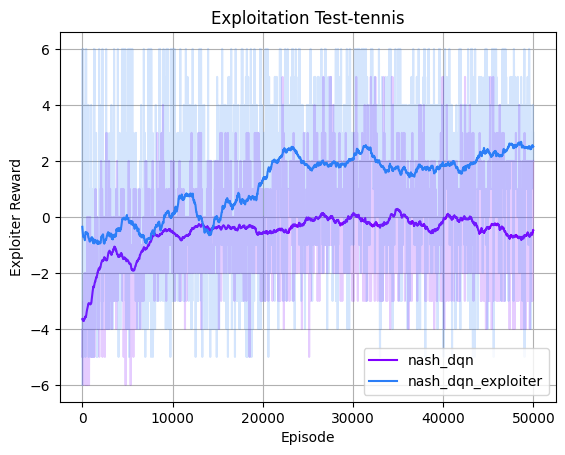 Exploitation Test-tennis
Exploiter Reward
6
4
2
0
−2
−4
−6
nash_dqn
nash_dqn_exploiter
0
10000
20000
30000
40000
50000
Episode